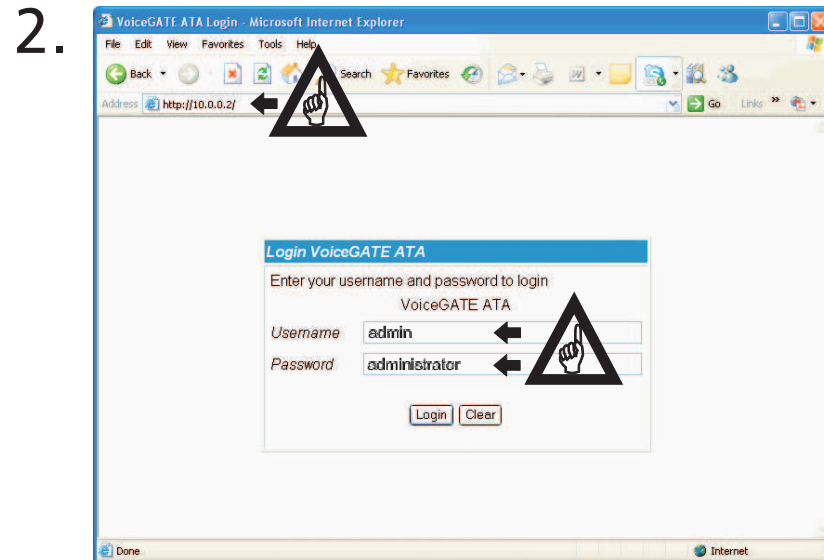 2.
VoiceGATE ATA Login - Microsoft Internet Explorer
File Edit View Favorites Tools Help
Back Search Favorites
Address http://10.0.0.2/ Go Links »
Login VoiceGATE ATA
Enter your username and password to login
VoiceGATE ATA
Username admin
Password administrator
Login Clear
Done Internet